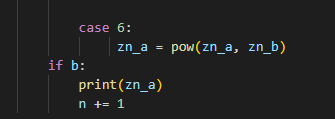 case 6:
zn_a = pow(zn_a, zn_b)
if b:
print(zn_a)
n += 1